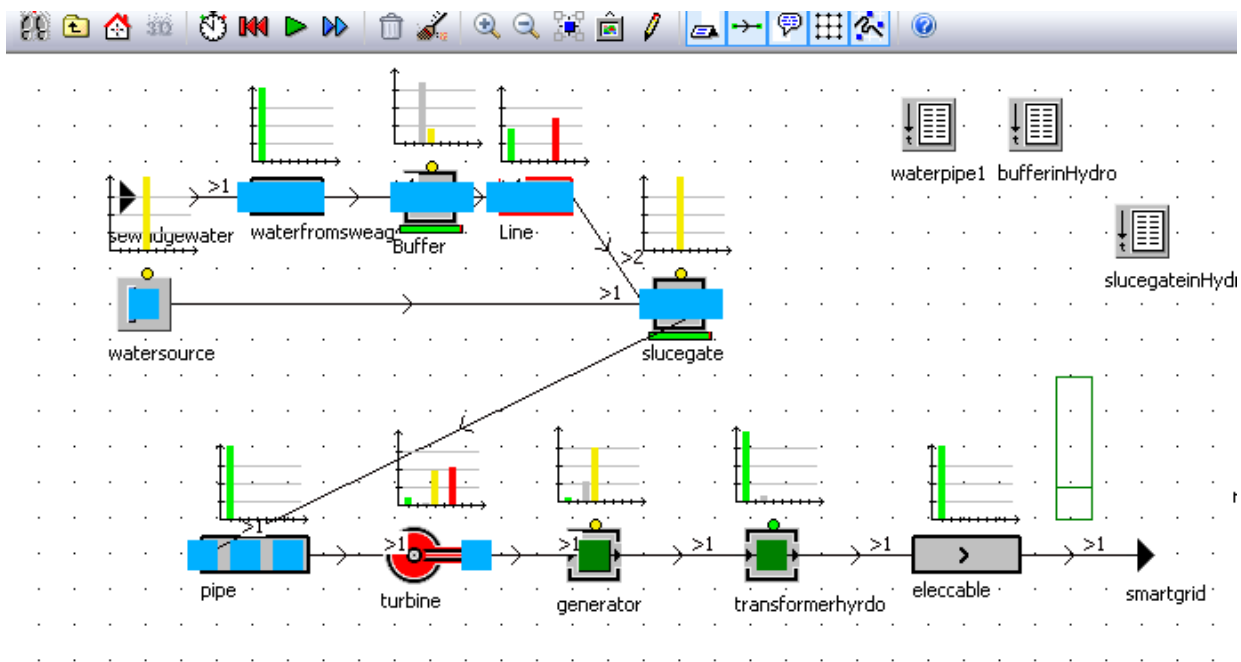 3D
waterpipe1 bufferinHydro
>1
sewadgewater
waterfromsweag
Buffer
Line
slucegateinHydr
>2
>1
watersource
slucegate
>1
>1
>1
>1
>1
>1
pipe
turbine
generator
transformerhyrdo
eleccable
smartgrid